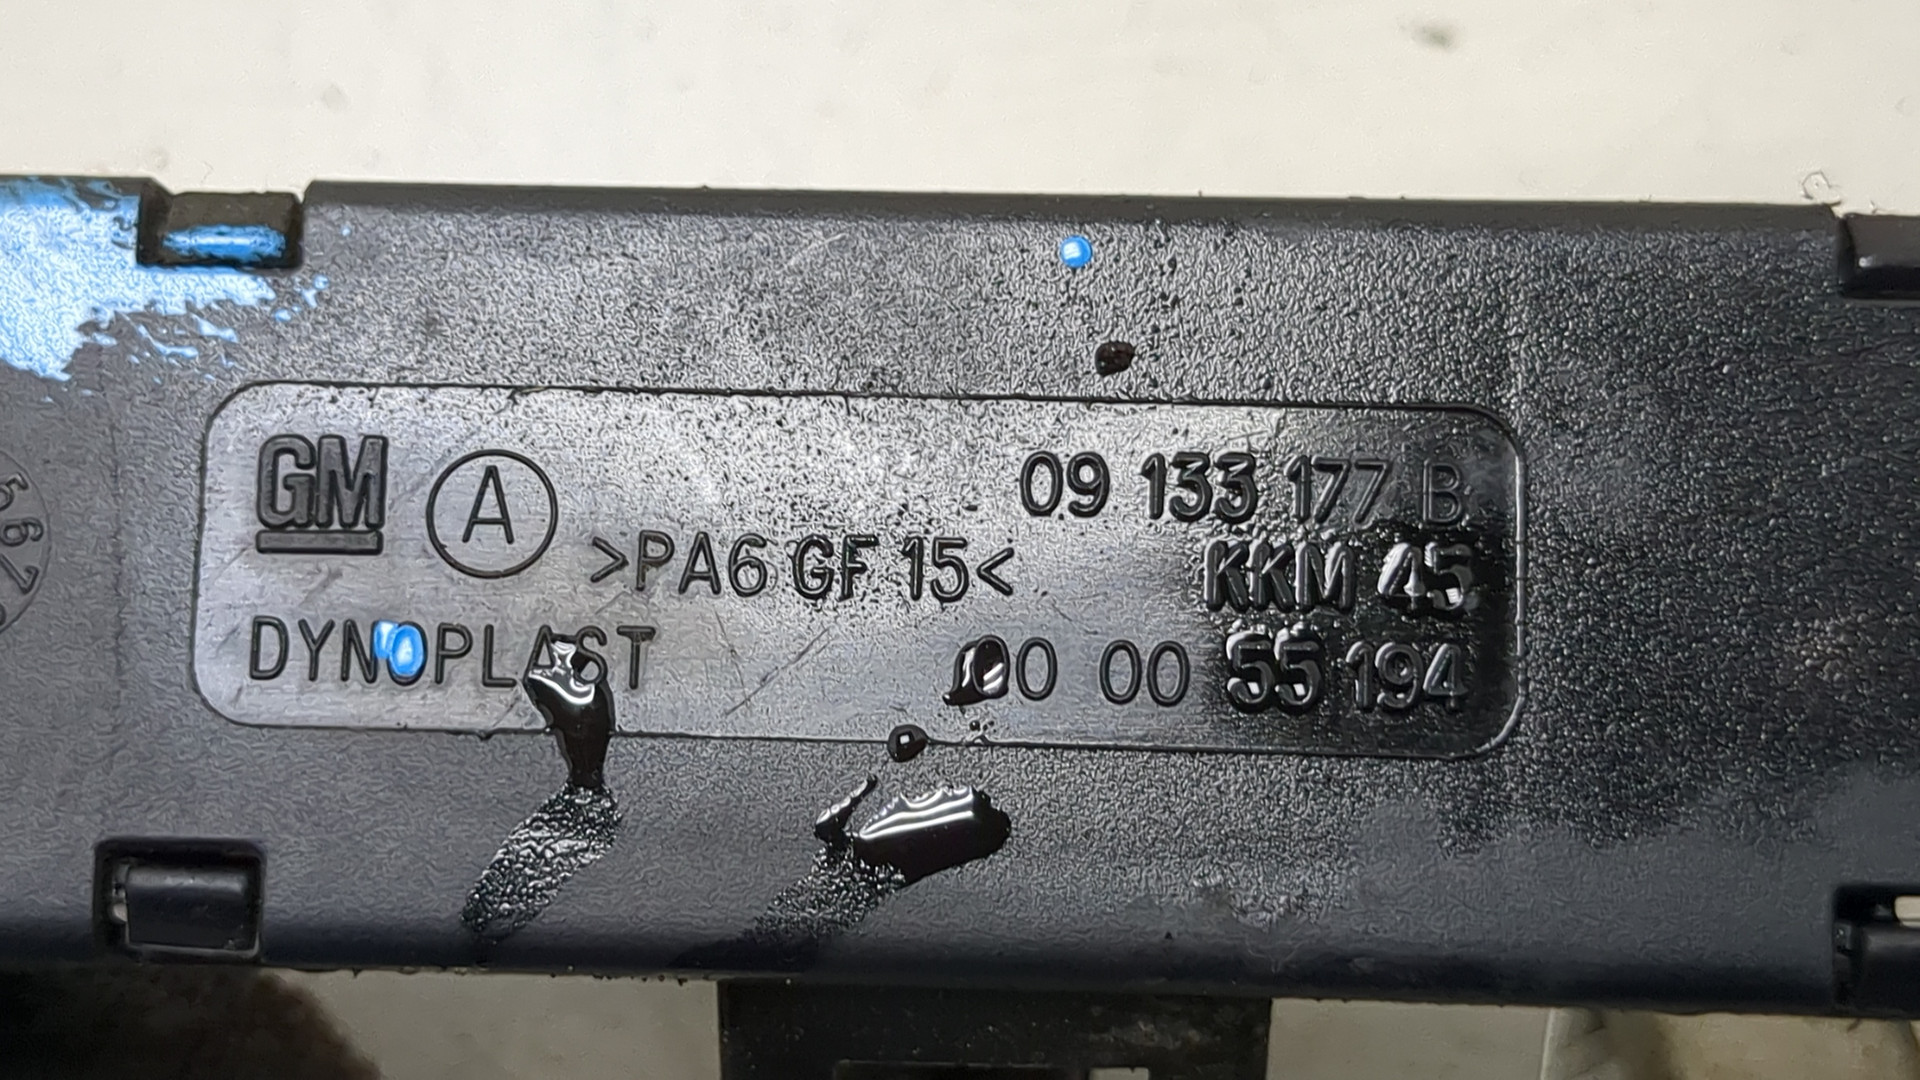 GM A 09 133 177 B
>PA6 GF 15< KKM 45
DYNOPLAST 00 00 55 194